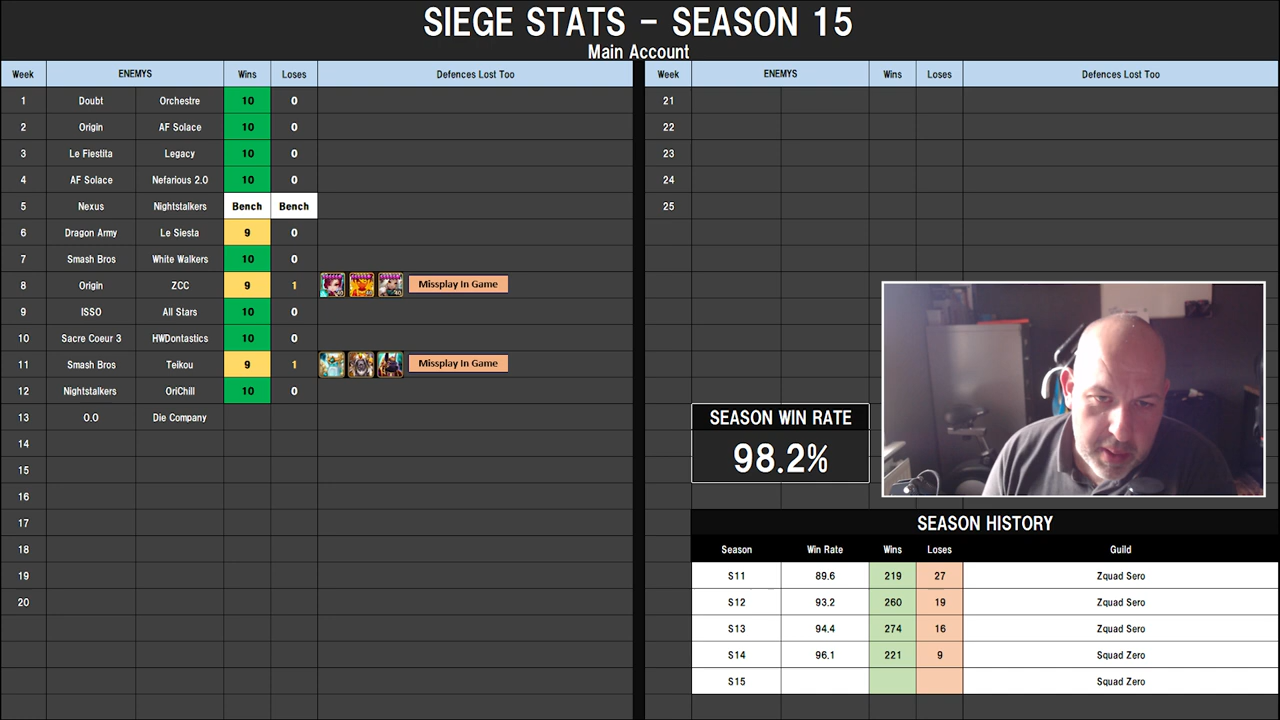 SIEGE STATS - SEASON 15
Main Account
Week ENEMYS Wins Loses Defences Lost Too
1 Doubt Orchestre 10 0
2 Origin AF Solace 10 0
3 Le Fiestita Legacy 10 0
4 AF Solace Nefarious 2.0 10 0
5 Nexus Nightstalkers Bench Bench
6 Dragon Army Le Siesta 9 0
7 Smash Bros White Walkers 10 0
8 Origin ZCC 9 1 Missplay In Game
9 ISSO All Stars 10 0
10 Sacre Coeur 3 HWDontastics 10 0
11 Smash Bros Teikou 9 1 Missplay In Game
12 Nightstalkers OriChill 10 0
13 0.0 Die Company
14
15
16
17
18
19
20
Week ENEMYS Wins Loses Defences Lost Too
21
22
23
24
25
SEASON WIN RATE
98.2%
SEASON HISTORY
Season Win Rate Wins Loses Guild
S11 89.6 219 27 Zquad Sero
S12 93.2 260 19 Zquad Sero
S13 94.4 274 16 Zquad Sero
S14 96.1 221 9 Squad Zero
S15 Squad Zero